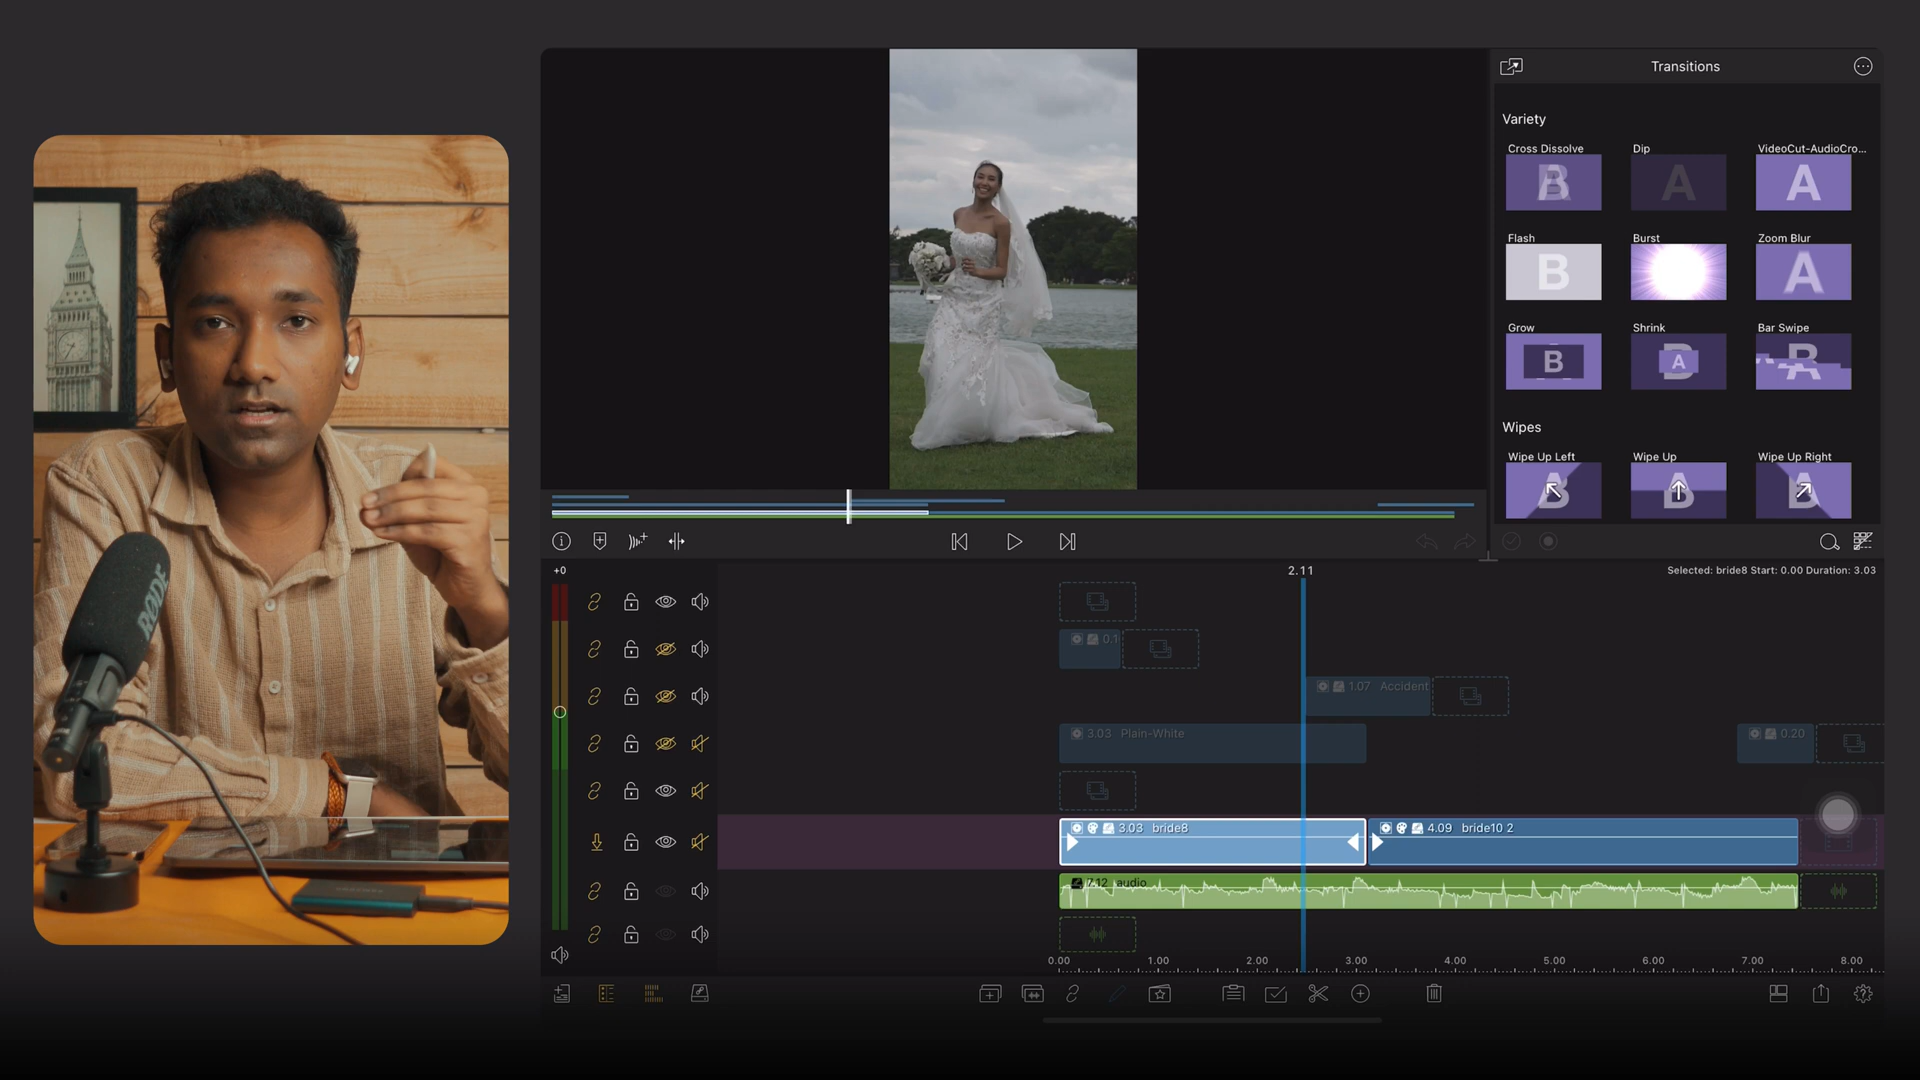 Transitions
Variety
Cross Dissolve
Dip
VideoCut-AudioCro...
B
A
A
Flash
Burst
Zoom Blur
B
A
Grow
Shrink
Bar Swipe
B
A
Wipes
Wipe Up Left
Wipe Up
Wipe Up Right
B
B
B
+0
2.11
Selected: bride8 Start: 0.00 Duration: 3.03
0.1
1.07 Accident
3.03 Plain-White
0.20
3.03 bride8
4.09 bride10 2
7.12 audio
0.00 1.00 2.00 3.00 4.00 5.00 6.00 7.00 8.00
RØDE